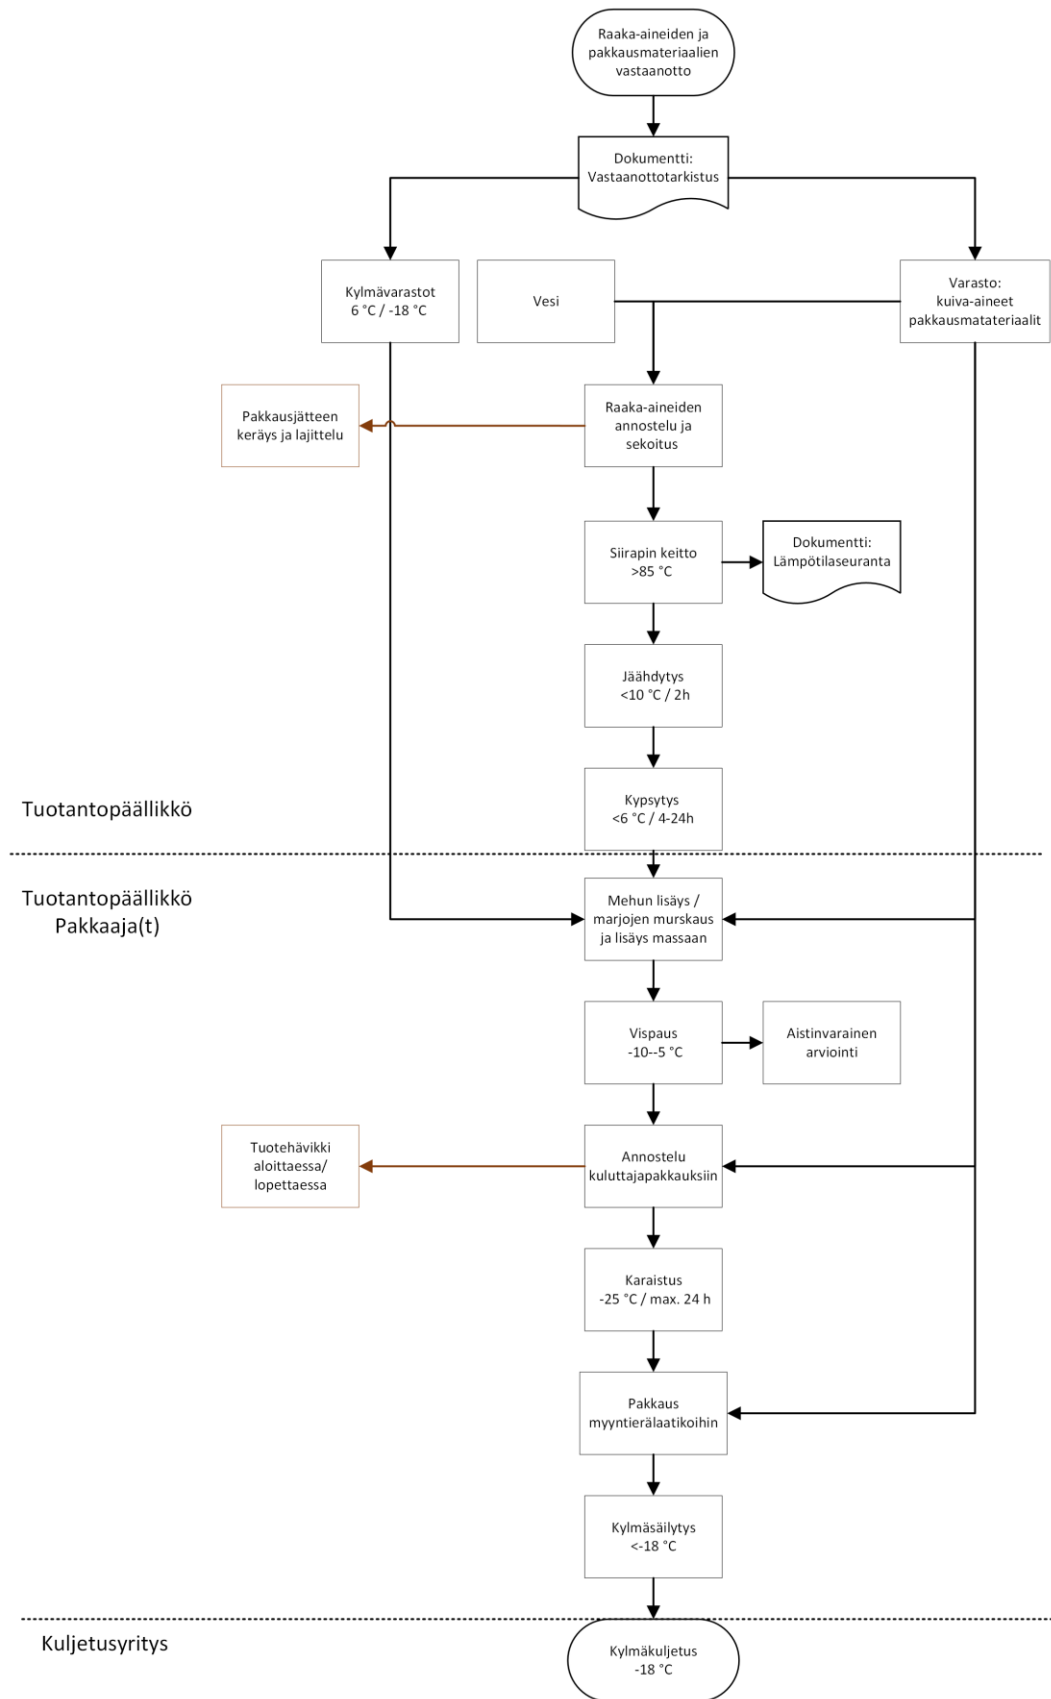 Raaka-aineiden ja
pakkausmateriaalien
vastaanotto
Dokumentti:
Vastaanottotarkistus
Kylmävarastot
6 °C / -18 °C
Vesi
Varasto:
kuiva-aineet
pakkausmatateriaalit
Pakkausjätteen
keräys ja lajittelu
Raaka-aineiden
annostelu ja
sekoitus
Siirapin keitto
>85 °C
Dokumentti:
Lämpötilaseuranta
Jäähdytys
<10 °C / 2h
Kypsytys
<6 °C / 4-24h
Tuotantopäällikkö
Tuotantopäällikkö
Pakkaaja(t)
Mehun lisäys /
marjojen murskaus
ja lisäys massaan
Vispaus
-10--5 °C
Aistinvarainen
arviointi
Tuotehävikki
aloittaessa/
lopettaessa
Annostelu
kuluttajapakkauksiin
Karaistus
-25 °C / max. 24 h
Pakkaus
myyntierälaatikoihin
Kylmäsäilytys
<-18 °C
Kuljetusyritys
Kylmäkuljetus
-18 °C